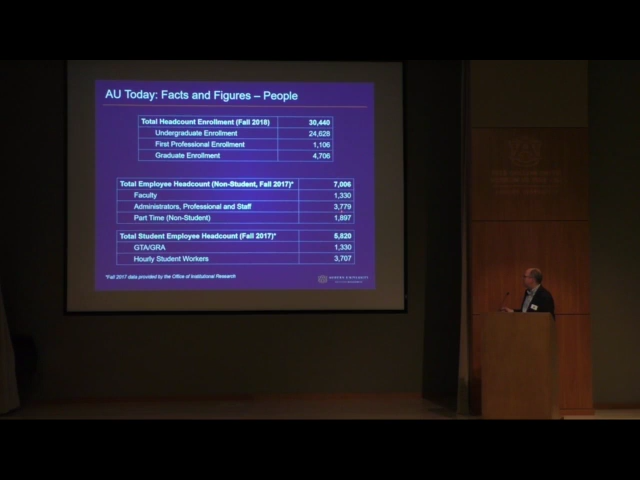 AU Today: Facts and Figures – People
Total Headcount Enrollment (Fall 2018) 30,440
Undergraduate Enrollment 24,628
First Professional Enrollment 1,106
Graduate Enrollment 4,706
Total Employee Headcount (Non-Student, Fall 2017)* 7,006
Faculty 1,330
Administrators, Professional and Staff 3,779
Part Time (Non-Student) 1,897
Total Student Employee Headcount (Fall 2017)* 5,820
GTA/GRA 1,330
Hourly Student Workers 3,707
*Fall 2017 data provided by the Office of Institutional Research
AUBURN UNIVERSITY